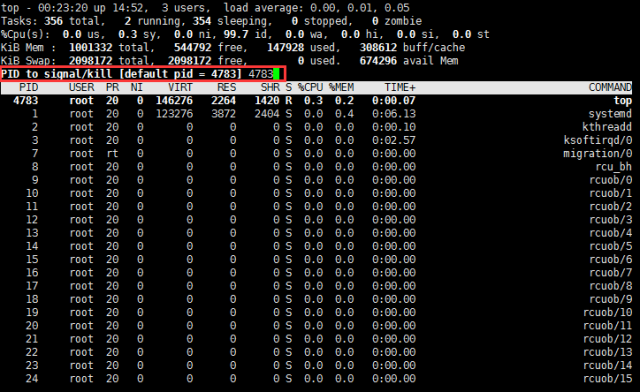 top - 00:23:20 up 14:52, 3 users, load average: 0.00, 0.01, 0.05
Tasks: 356 total, 2 running, 354 sleeping, 0 stopped, 0 zombie
%Cpu(s): 0.0 us, 0.3 sy, 0.0 ni, 99.7 id, 0.0 wa, 0.0 hi, 0.0 si, 0.0 st
KiB Mem : 1001332 total, 544792 free, 147928 used, 308612 buff/cache
KiB Swap: 2098172 total, 2098172 free, 0 used. 674296 avail Mem
PID to signal/kill [default pid = 4783] 4783
PID USER PR NI VIRT RES SHR S %CPU %MEM TIME+ COMMAND
4783 root 20 0 146276 2264 1420 R 0.3 0.2 0:00.07 top
1 root 20 0 123276 3872 2404 S 0.0 0.4 0:06.13 systemd
2 root 20 0 0 0 0 S 0.0 0.0 0:00.10 kthreadd
3 root 20 0 0 0 0 S 0.0 0.0 0:02.57 ksoftirqd/0
7 root rt 0 0 0 0 S 0.0 0.0 0:00.00 migration/0
8 root 20 0 0 0 0 S 0.0 0.0 0:00.00 rcu_bh
9 root 20 0 0 0 0 S 0.0 0.0 0:00.00 rcuob/0
10 root 20 0 0 0 0 S 0.0 0.0 0:00.00 rcuob/1
11 root 20 0 0 0 0 S 0.0 0.0 0:00.00 rcuob/2
12 root 20 0 0 0 0 S 0.0 0.0 0:00.00 rcuob/3
13 root 20 0 0 0 0 S 0.0 0.0 0:00.00 rcuob/4
14 root 20 0 0 0 0 S 0.0 0.0 0:00.00 rcuob/5
15 root 20 0 0 0 0 S 0.0 0.0 0:00.00 rcuob/6
16 root 20 0 0 0 0 S 0.0 0.0 0:00.00 rcuob/7
17 root 20 0 0 0 0 S 0.0 0.0 0:00.00 rcuob/8
18 root 20 0 0 0 0 S 0.0 0.0 0:00.00 rcuob/9
19 root 20 0 0 0 0 S 0.0 0.0 0:00.00 rcuob/10
20 root 20 0 0 0 0 S 0.0 0.0 0:00.00 rcuob/11
21 root 20 0 0 0 0 S 0.0 0.0 0:00.00 rcuob/12
22 root 20 0 0 0 0 S 0.0 0.0 0:00.00 rcuob/13
23 root 20 0 0 0 0 S 0.0 0.0 0:00.00 rcuob/14
24 root 20 0 0 0 0 S 0.0 0.0 0:00.00 rcuob/15